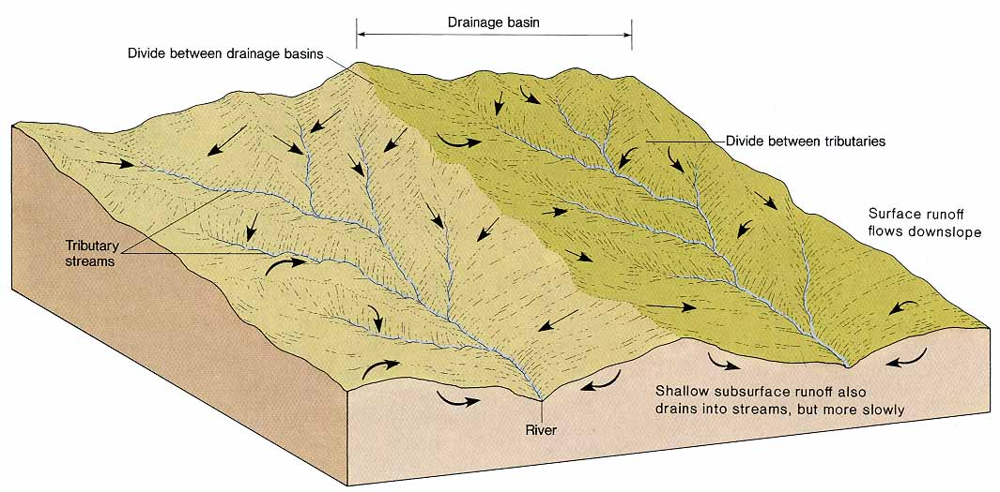 Drainage basin
Divide between drainage basins
Divide between tributaries
Surface runoff
flows downslope
Tributary
streams
Shallow subsurface runoff also
drains into streams, but more slowly
River